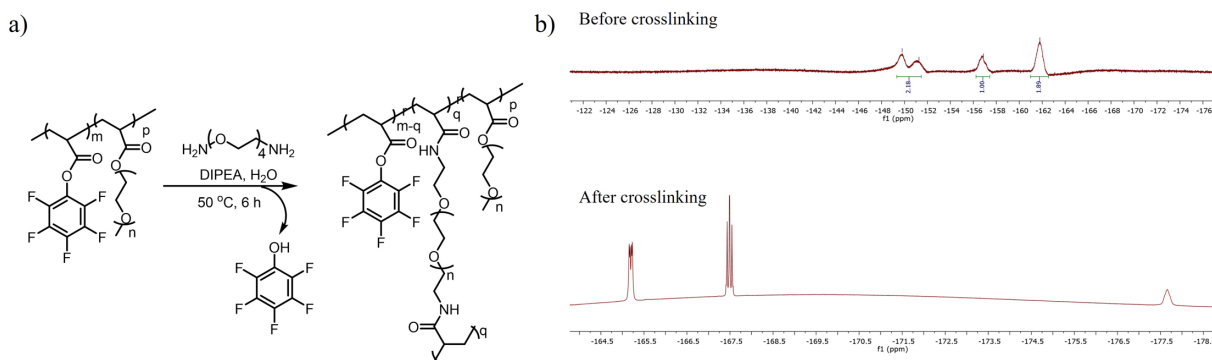 a)
m
p
O
O
O
O
O
n
F
F
F
F
F
H₂N
O
4
NH₂
DIPEA, H₂O
50 °C, 6 h
OH
F
F
F
F
F
r
r
m-q
q
p
O
O
O
O
O
HN
O
n
F
F
F
F
F
O
O
n
NH
O
q
b)
Before crosslinking
2.18
1.00
1.89
-122 -124 -126 -128 -130 -132 -134 -136 -138 -140 -142 -144 -146 -148 -150 -152 -154 -156 -158 -160 -162 -164 -166 -168 -170 -172 -174 -176
f1 (ppm)
After crosslinking
-164.5 -165.5 -166.5 -167.5 -168.5 -169.5 -170.5 -171.5 -172.5 -173.5 -174.5 -175.5 -176.5 -177.5 -178.
f1 (ppm)